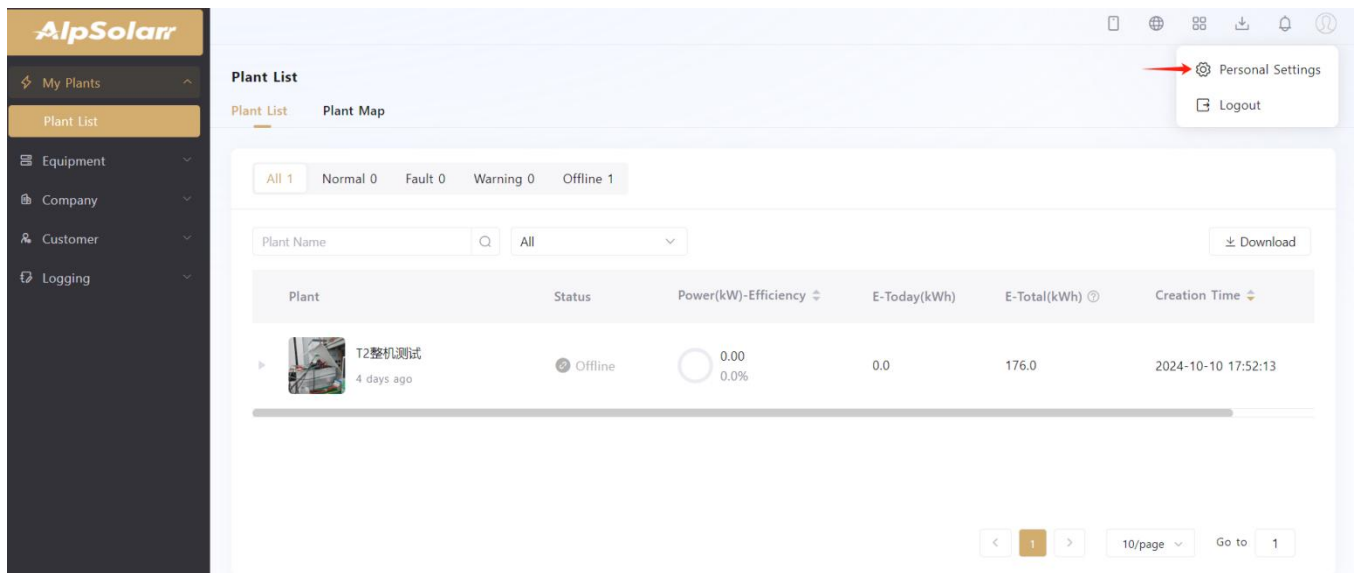 AlpSolarr
My Plants
Plant List
Equipment
Company
Customer
Logging
Personal Settings
Logout
Plant List
Plant List Plant Map
All 1 Normal 0 Fault 0 Warning 0 Offline 1
Plant Name All Download
Plant Status Power(kW)-Efficiency E-Today(kWh) E-Total(kWh) Creation Time
T2整机测试
4 days ago
Offline
0.00
0.0%
0.0 176.0 2024-10-10 17:52:13
1 10/page Go to 1